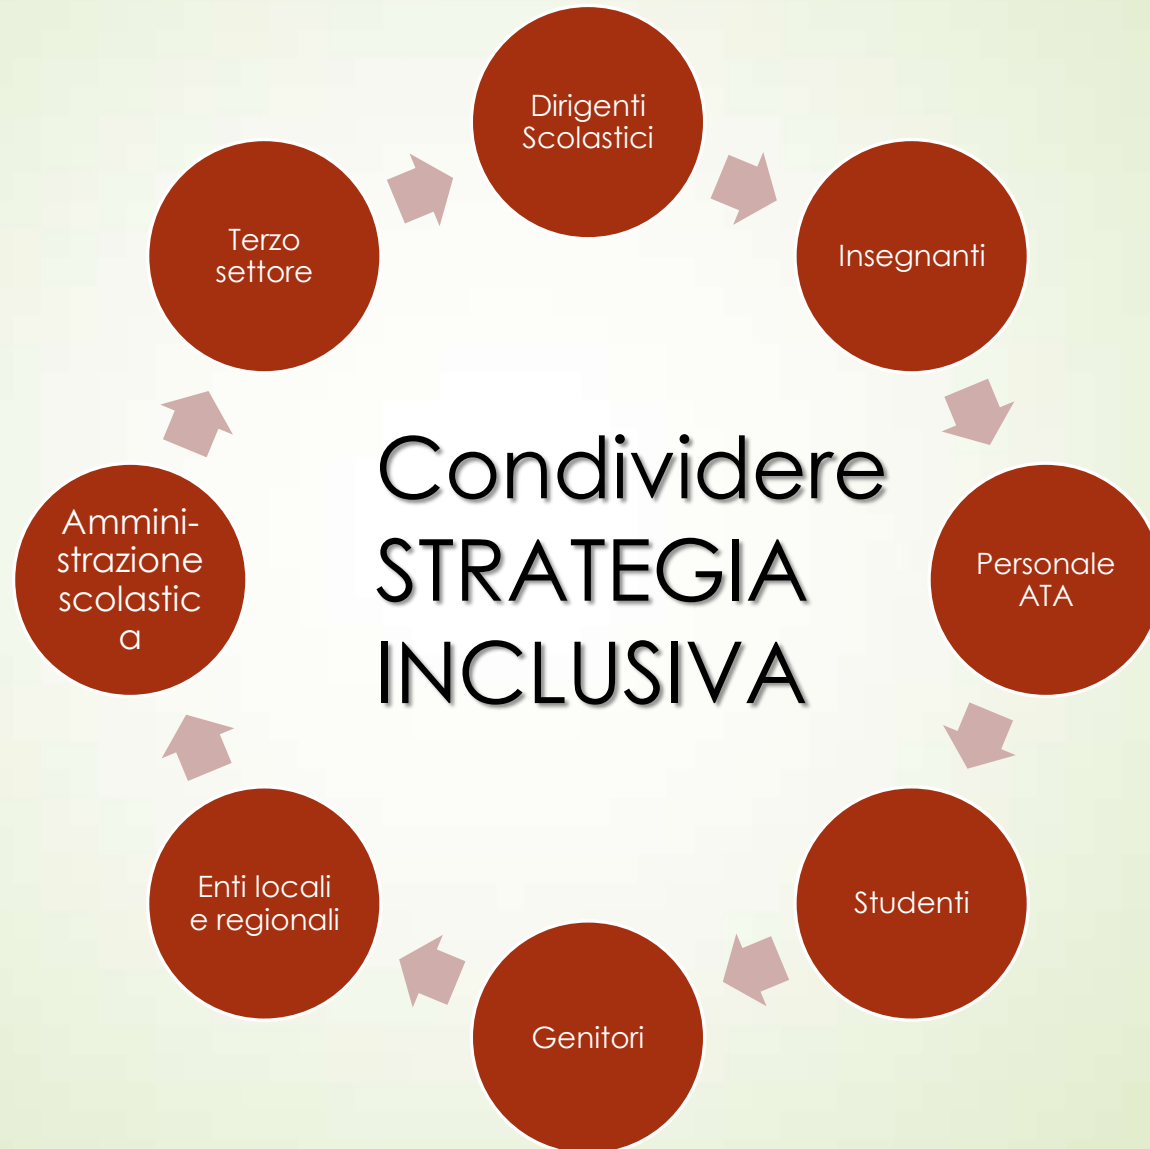 Dirigenti
Scolastici
Insegnanti
Personale
ATA
Studenti
Genitori
Enti locali
e regionali
Ammini-
strazione
scolastic
a
Terzo
settore
Condividere
STRATEGIA
INCLUSIVA